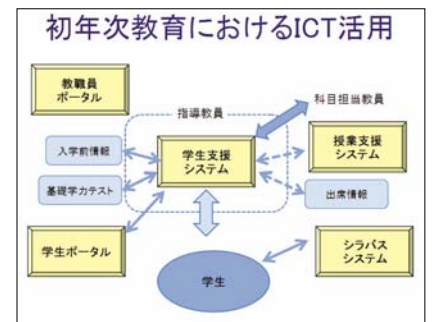 初年次教育におけるICT活用
教職員
ポータル
指導教員
科目担当教員
入学前情報
学生支援
システム
授業支援
システム
基礎学力テスト
出席情報
学生ポータル
シラバス
システム
学生